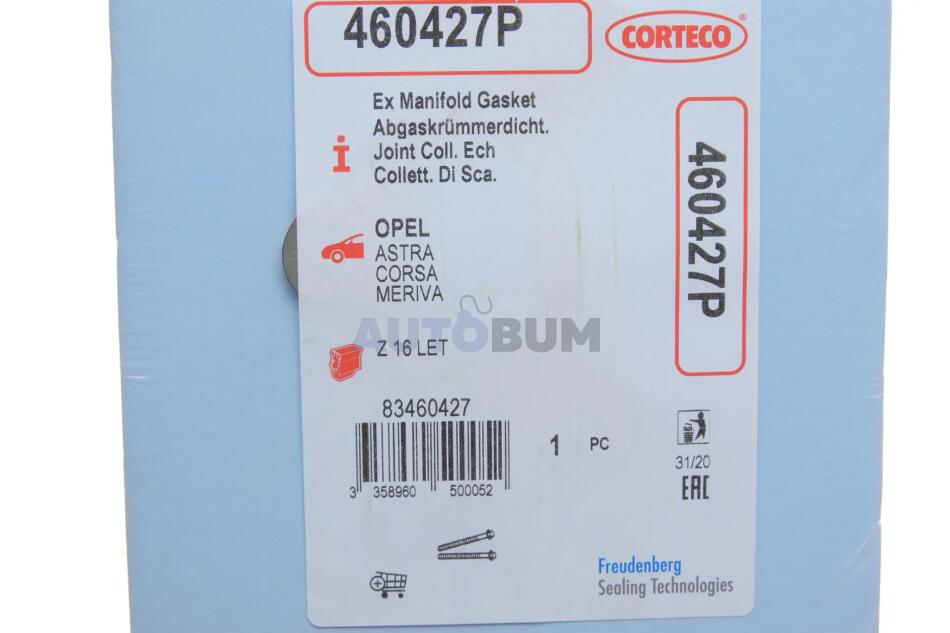 460427P
CORTECO
Ex Manifold Gasket
Abgaskrümmerdicht.
Joint Coll. Ech
Collett. Di Sca.
460427P
OPEL
ASTRA
CORSA
MERIVA
AUTOBUM
Z 16 LET
83460427
3 358960 500052
1 PC
31/20
EAC
Freudenberg
Sealing Technologies